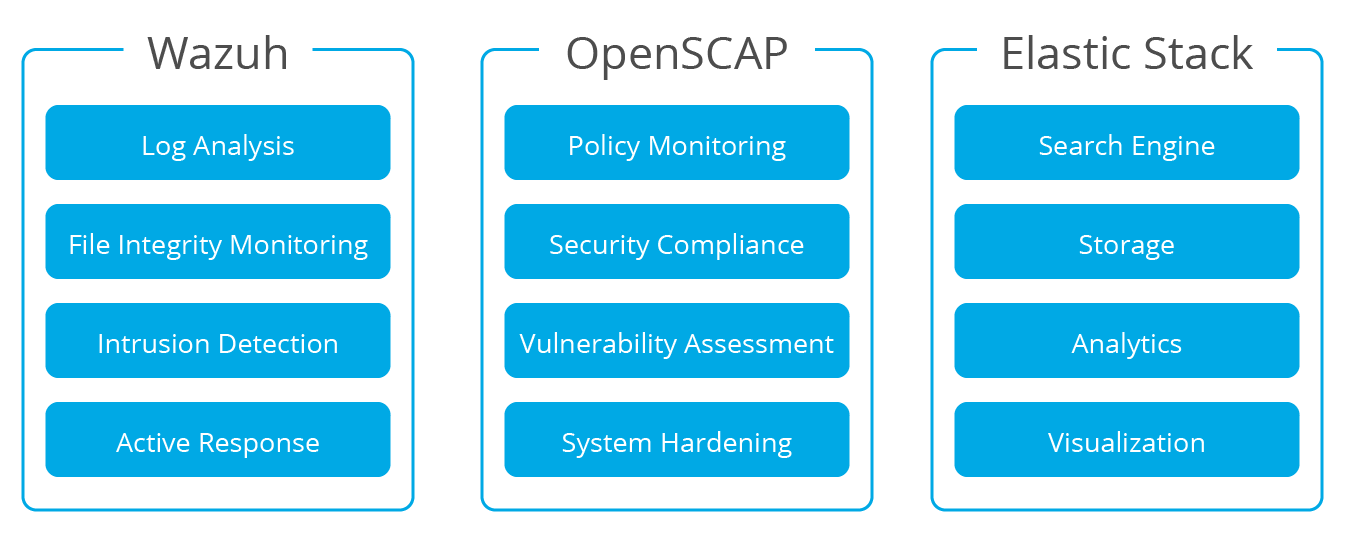 Wazuh
Log Analysis
File Integrity Monitoring
Intrusion Detection
Active Response
OpenSCAP
Policy Monitoring
Security Compliance
Vulnerability Assessment
System Hardening
Elastic Stack
Search Engine
Storage
Analytics
Visualization